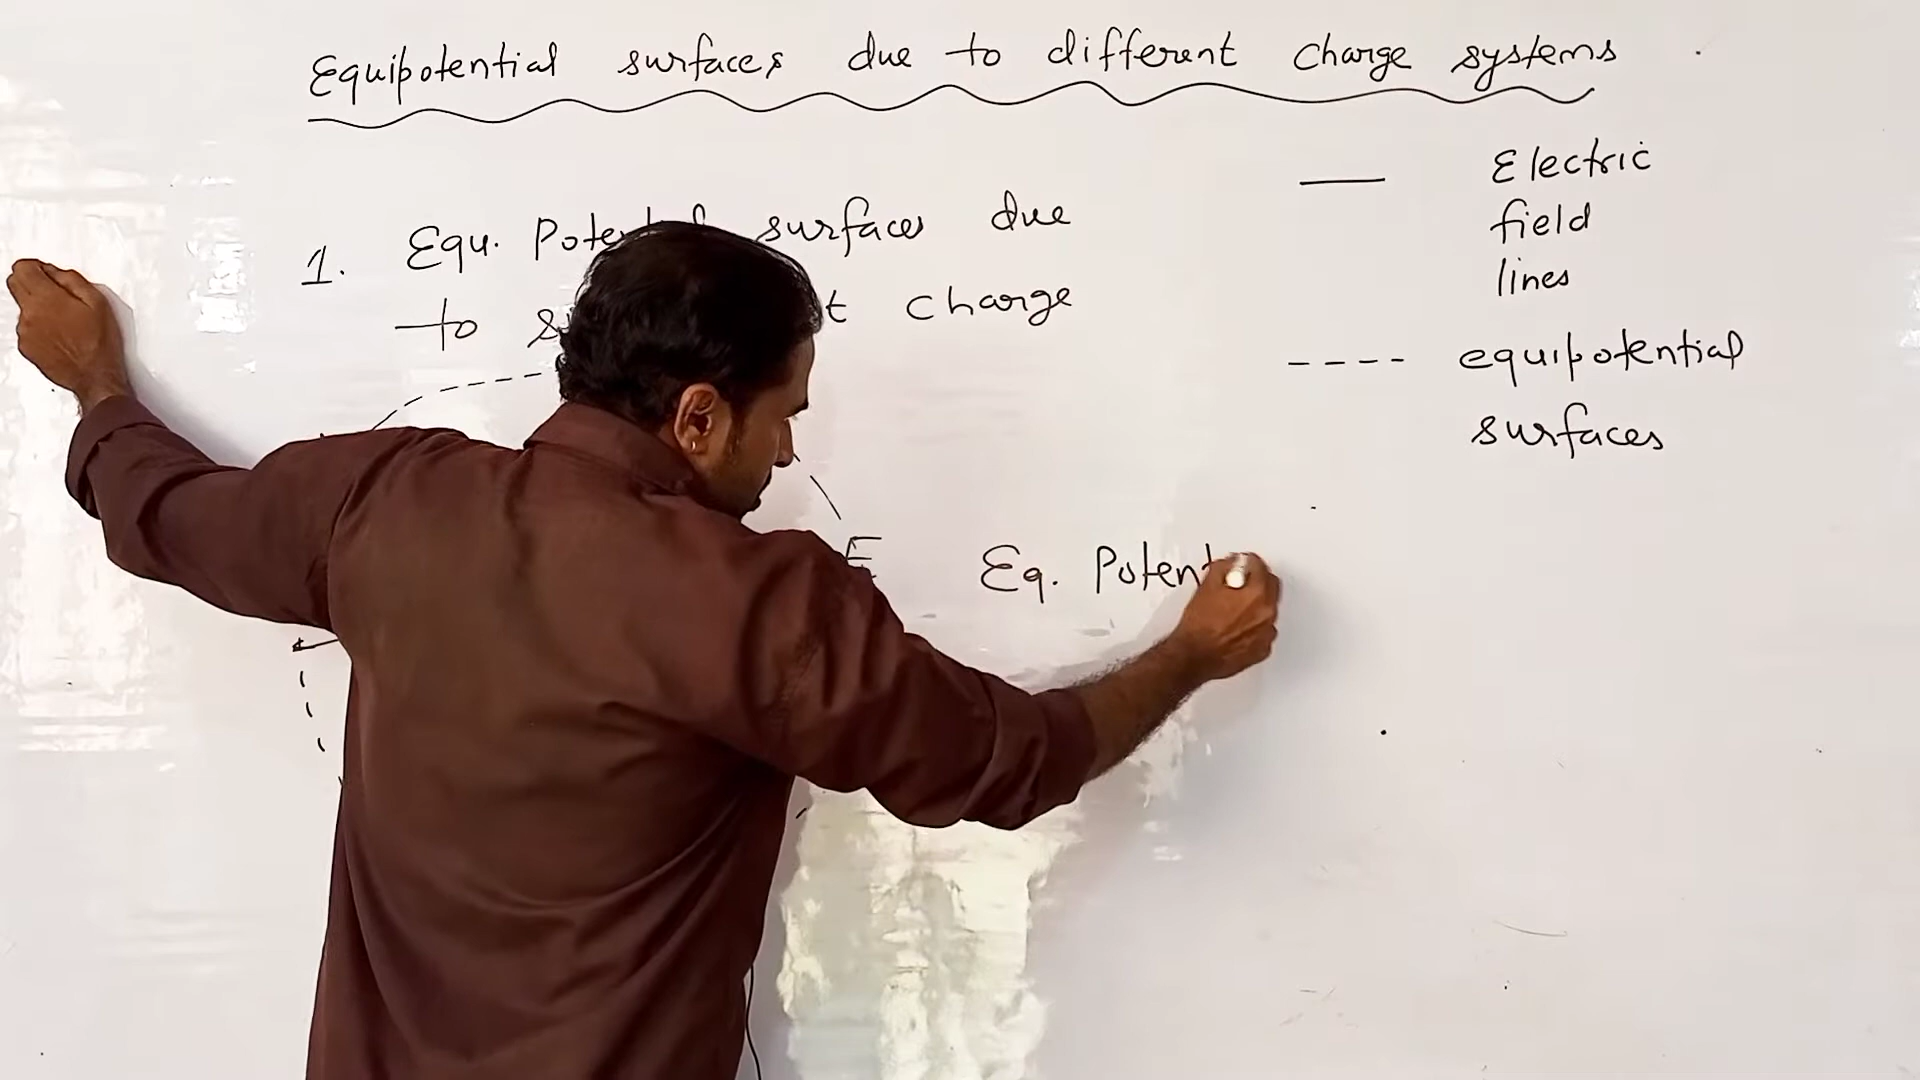 Equipotential surfaces due to different charge systems
1. Equ. surfaces due
to charge
Electric
field
lines
equipotential
surfaces
E
Eq. Potent